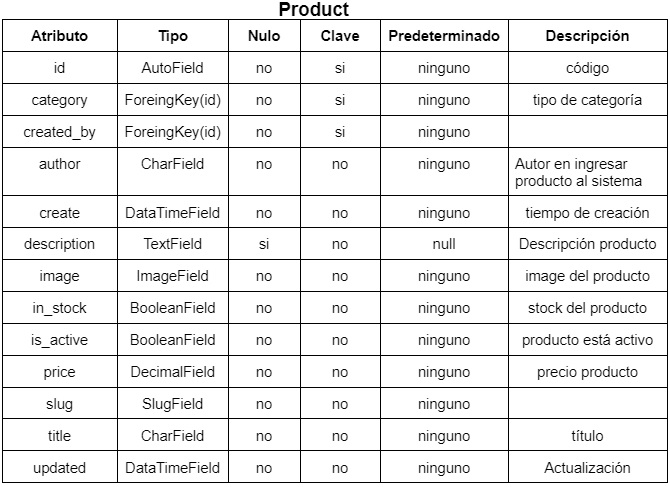 Product
Atributo Tipo Nulo Clave Predeterminado Descripción
id AutoField no si ninguno código
category ForeingKey(id) no si ninguno tipo de categoría
created_by ForeingKey(id) no si ninguno
author CharField no no ninguno Autor en ingresar
producto al sistema
create DataTimeField no no ninguno tiempo de creación
description TextField si no null Descripción producto
image ImageField no no ninguno image del producto
in_stock BooleanField no no ninguno stock del producto
is_active BooleanField no no ninguno producto está activo
price DecimalField no no ninguno precio producto
slug SlugField no no ninguno
title CharField no no ninguno título
updated DataTimeField no no ninguno Actualización